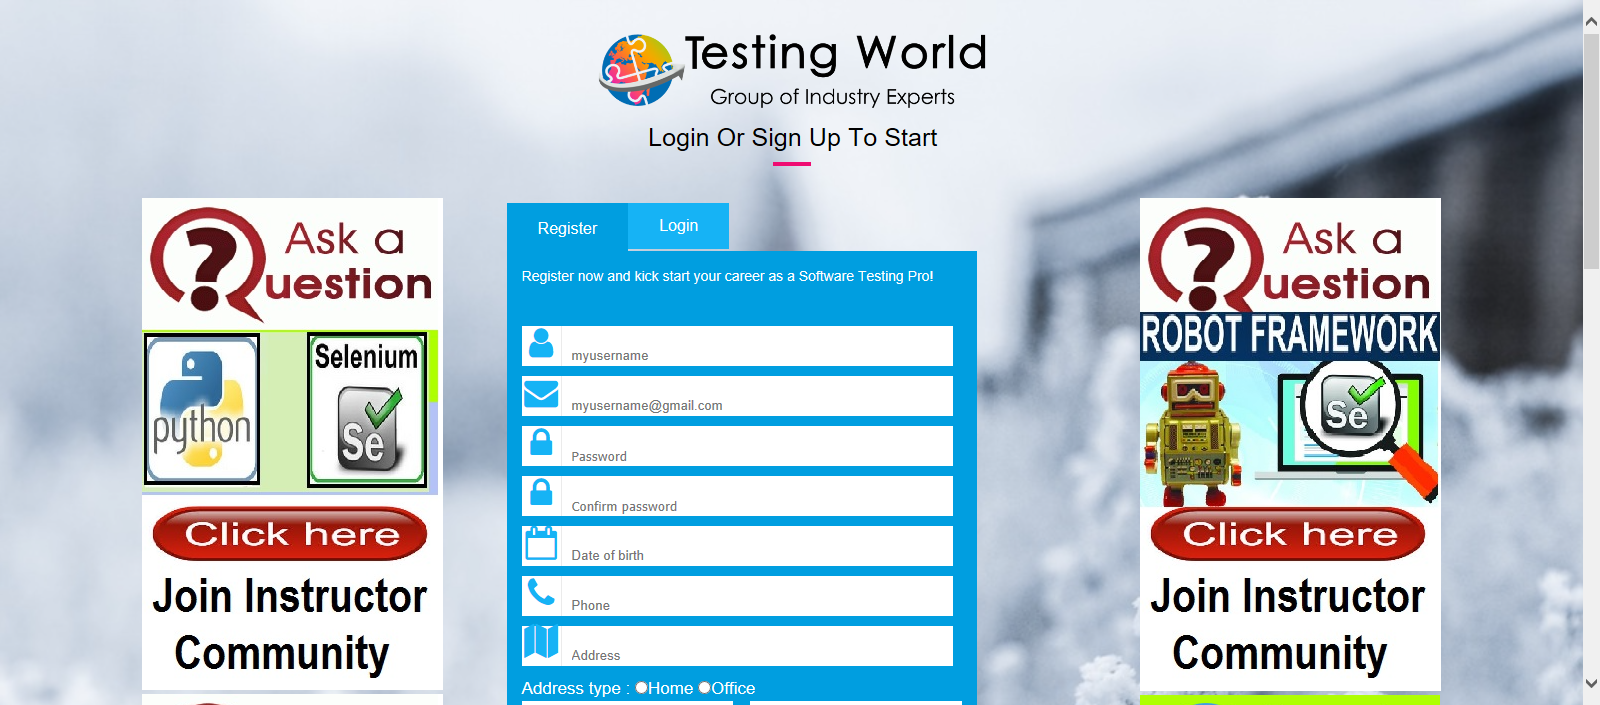 Testing World
Group of Industry Experts
Login Or Sign Up To Start
Ask a
Question
python
Selenium
Se
Click here
Join Instructor
Community
Register
Login
Register now and kick start your career as a Software Testing Pro!
myusername
myusername@gmail.com
Password
Confirm password
Date of birth
Phone
Address
Address type : Home Office
Ask a
Question
ROBOT FRAMEWORK
Se
Click here
Join Instructor
Community